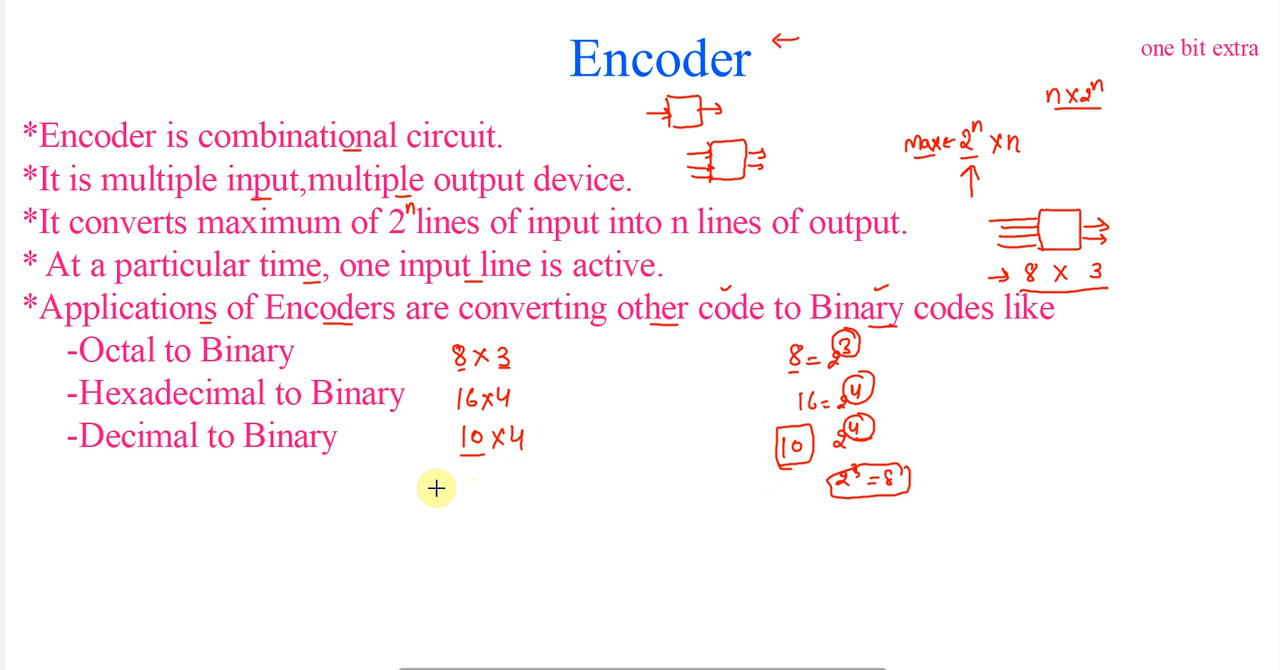 Encoder ←
one bit extra
n×2ⁿ
*Encoder is combinational circuit.
max ← 2ⁿ ×n
*It is multiple input,multiple output device.
*It converts maximum of 2ⁿ lines of input into n lines of output.
* At a particular time, one input line is active.
→ 8 × 3
*Applications of Encoders are converting other code to Binary codes like
-Octal to Binary 8×3 8=2³
-Hexadecimal to Binary 16×4 16=2⁴
-Decimal to Binary 10×4 10 2⁴
2³=8